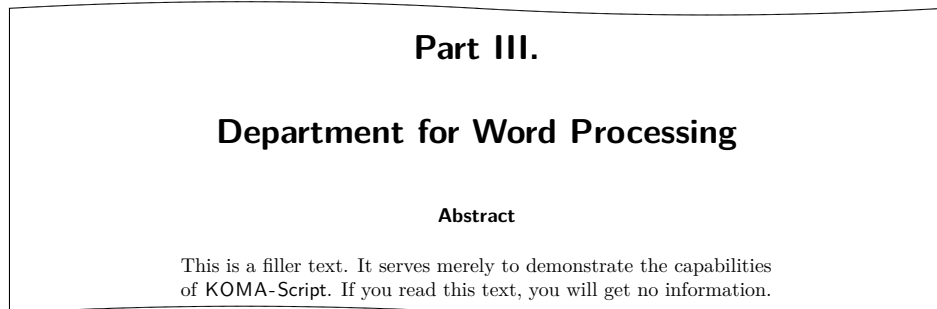 Part III.
Department for Word Processing
Abstract
This is a filler text. It serves merely to demonstrate the capabilities
of KOMA-Script. If you read this text, you will get no information.